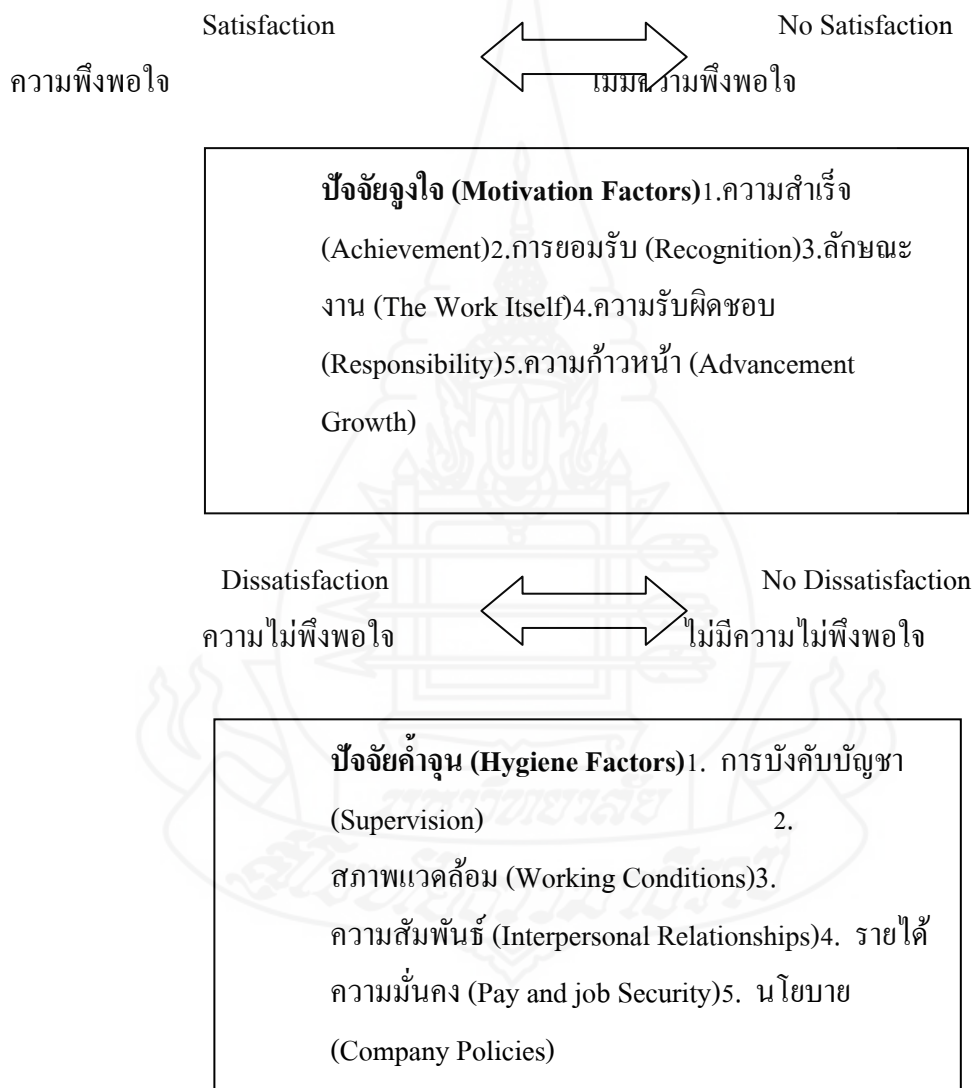 Satisfaction No Satisfaction
ความพึงพอใจ ไม่มีความพึงพอใจ
ปัจจัยจูงใจ (Motivation Factors)1.ความสำเร็จ
(Achievement)2.การยอมรับ (Recognition)3.ลักษณะ
งาน (The Work Itself)4.ความรับผิดชอบ
(Responsibility)5.ความก้าวหน้า (Advancement
Growth)
Dissatisfaction No Dissatisfaction
ความไม่พึงพอใจ ไม่มีความไม่พึงพอใจ
ปัจจัยค้ำจุน (Hygiene Factors)1. การบังคับบัญชา
(Supervision) 2.
สภาพแวดล้อม (Working Conditions)3.
ความสัมพันธ์ (Interpersonal Relationships)4. รายได้
ความมั่นคง (Pay and job Security)5. นโยบาย
(Company Policies)